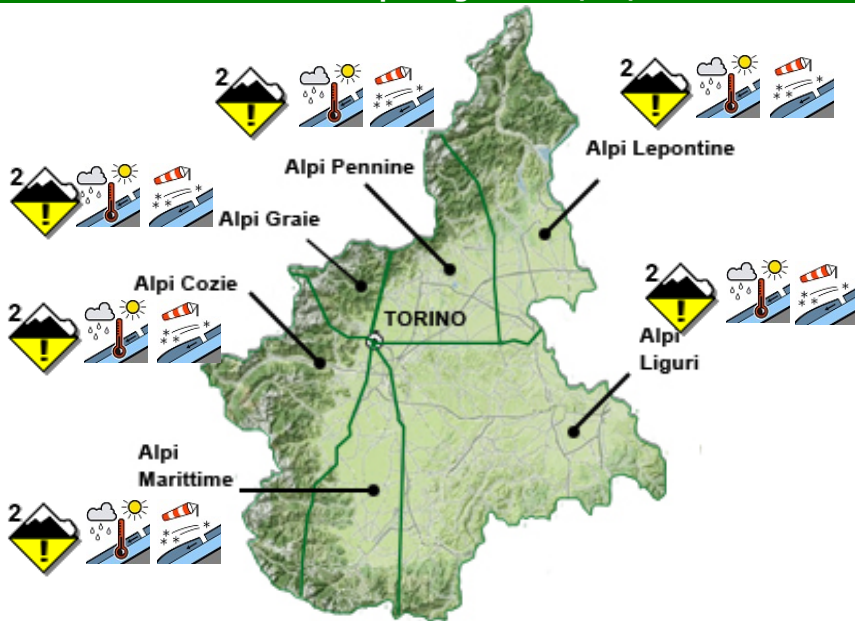 2
2
Alpi Lepontine
Alpi Pennine
2
Alpi Graie
2
Alpi Cozie
2
TORINO
Alpi
Liguri
Alpi
Marittime
2